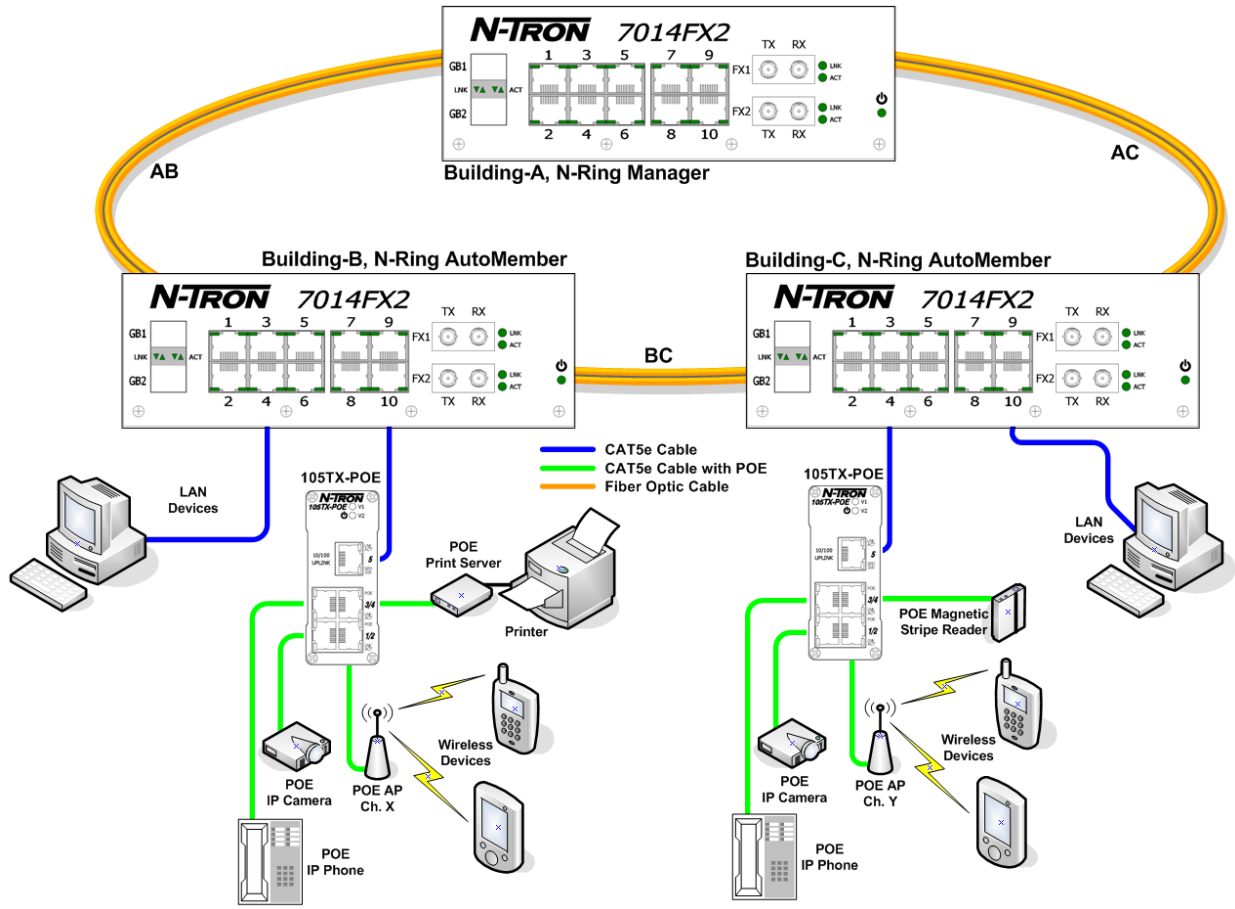 N-TRON 7014FX2
GB1
LNK ACT
GB2
1 3 5 7 9
2 4 6 8 10
TX RX
FX1 LNK
ACT
FX2 LNK
ACT
TX RX
Building-A, N-Ring Manager
AB
AC
Building-B, N-Ring AutoMember
N-TRON 7014FX2
GB1
LNK ACT
GB2
1 3 5 7 9
2 4 6 8 10
TX RX
FX1 LNK
ACT
FX2 LNK
ACT
TX RX
BC
Building-C, N-Ring AutoMember
N-TRON 7014FX2
GB1
LNK ACT
GB2
1 3 5 7 9
2 4 6 8 10
TX RX
FX1 LNK
ACT
FX2 LNK
ACT
TX RX
CAT5e Cable
CAT5e Cable with POE
Fiber Optic Cable
LAN
Devices
105TX-POE
N-TRON
105TX-POE V1
V2
10/100
UPLINK
5
3/4
1/2
POE
POE
POE
Print Server
Printer
POE
IP Camera
POE AP
Ch. X
Wireless
Devices
POE
IP Phone
105TX-POE
N-TRON
105TX-POE V1
V2
10/100
UPLINK
5
3/4
1/2
POE
POE
LAN
Devices
POE Magnetic
Stripe Reader
POE
IP Camera
POE AP
Ch. Y
Wireless
Devices
POE
IP Phone